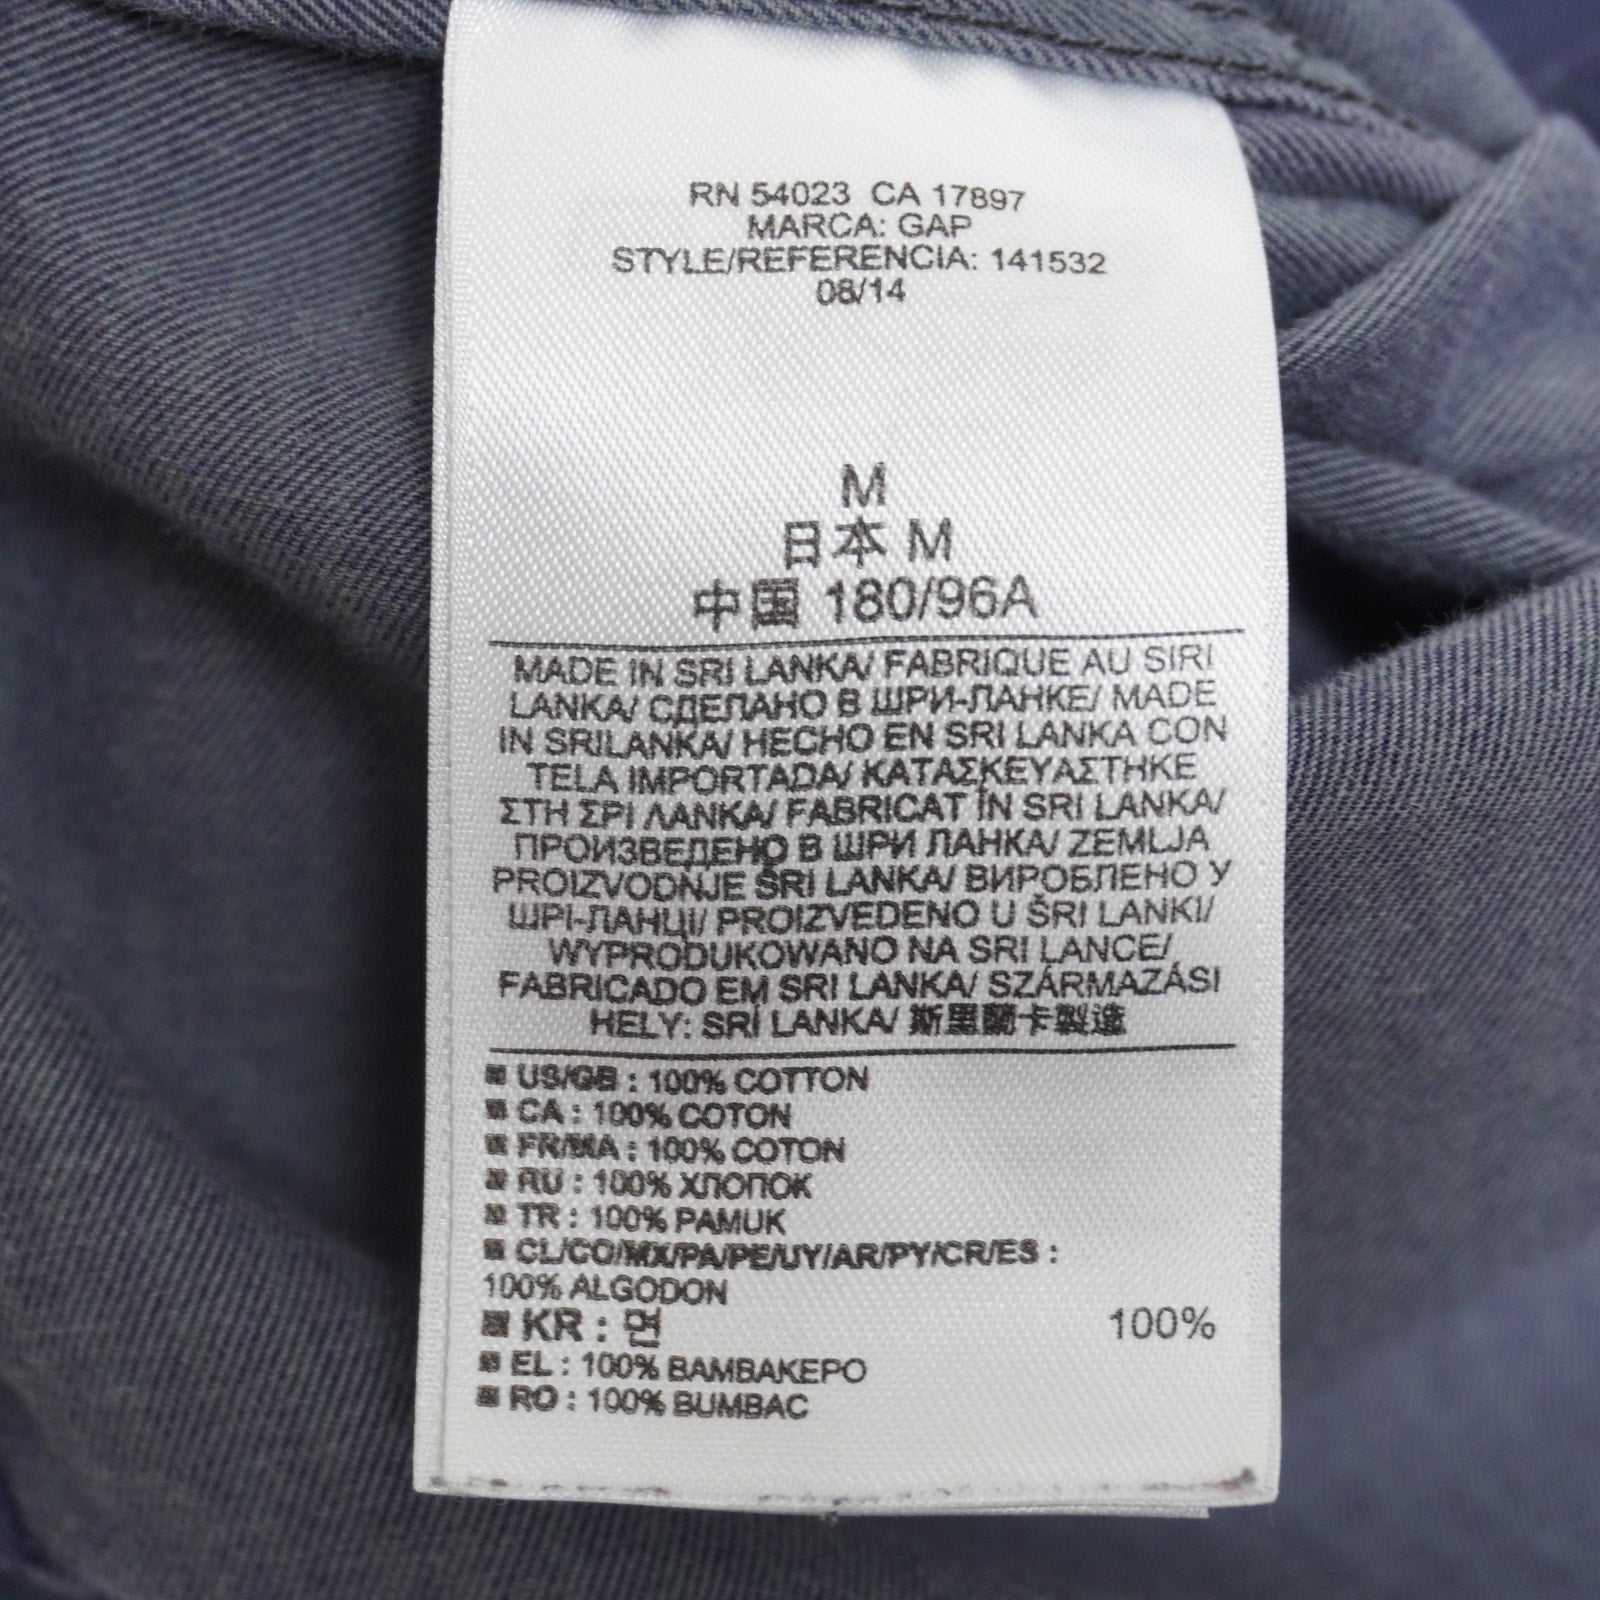 RN 54023 CA 17897
MARCA: GAP
STYLE/REFERENCIA: 141532
08/14
M
日本 M
中国 180/96A
MADE IN SRI LANKA/ FABRIQUE AU SIRI
LANKA/ СДЕЛАНО В ШРИ-ЛАНКЕ/ MADE
IN SRILANKA/ HECHO EN SRI LANKA CON
TELA IMPORTADA/ ΚΑΤΑΣΚΕΥΑΣΤΗΚΕ
ΣΤΗ ΣΡΙ ΛΑΝΚΑ/ FABRICAT ÎN SRI LANKA/
ПРОИЗВЕДЕНО В ШРИ ЛАНКА/ ZEMLJA
PROIZVODNJE ŠRI LANKA/ ВИРОБЛЕНО У
ШРІ-ЛАНЦІ/ PROIZVEDENO U ŠRI LANKI/
WYPRODUKOWANO NA SRI LANCE/
FABRICADO EM SRI LANKA/ SZÁRMAZÁSI
HELY: SRÍ LANKA/ 斯里蘭卡製造
US/GB : 100% COTTON
CA : 100% COTON
FR/MA : 100% COTON
RU : 100% ХЛОПОК
TR : 100% PAMUK
CL/CO/MX/PA/PE/UY/AR/PY/CR/ES :
100% ALGODON
KR : 면 100%
EL : 100% ΒΑΜΒΑΚΕΡΟ
RO : 100% BUMBAC